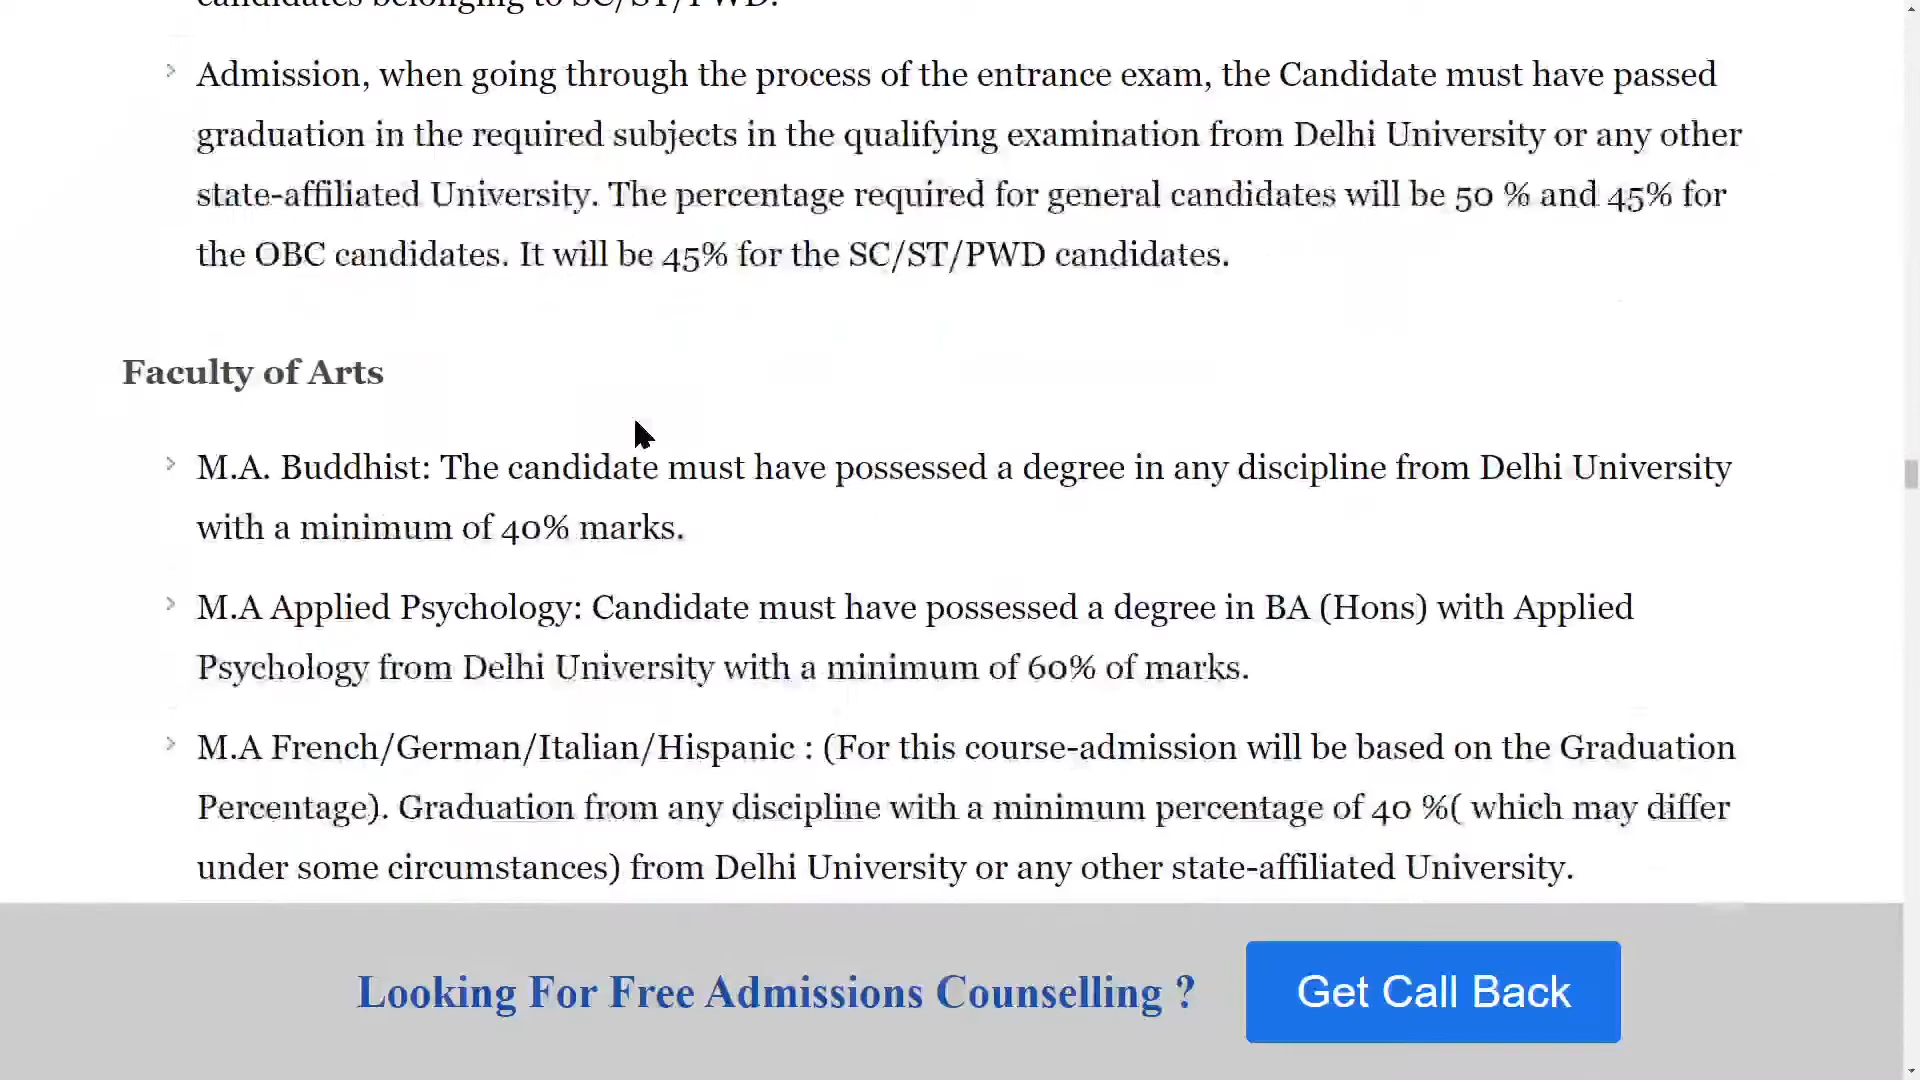 candidates belonging to SC/ST/PWD.
Admission, when going through the process of the entrance exam, the Candidate must have passed
graduation in the required subjects in the qualifying examination from Delhi University or any other
state-affiliated University. The percentage required for general candidates will be 50 % and 45% for
the OBC candidates. It will be 45% for the SC/ST/PWD candidates.
Faculty of Arts
M.A. Buddhist: The candidate must have possessed a degree in any discipline from Delhi University
with a minimum of 40% marks.
M.A Applied Psychology: Candidate must have possessed a degree in BA (Hons) with Applied
Psychology from Delhi University with a minimum of 60% of marks.
M.A French/German/Italian/Hispanic : (For this course-admission will be based on the Graduation
Percentage). Graduation from any discipline with a minimum percentage of 40 %( which may differ
under some circumstances) from Delhi University or any other state-affiliated University.
Looking For Free Admissions Counselling ?
Get Call Back